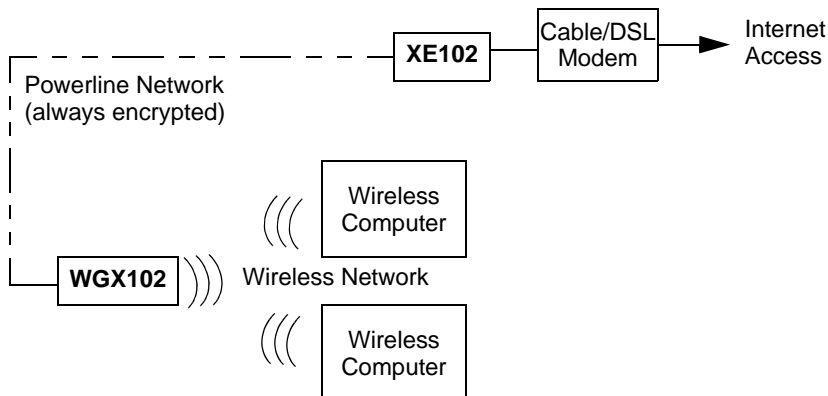 XE102
Cable/DSL
Modem
Internet
Access
Powerline Network
(always encrypted)
Wireless
Computer
WGX102
Wireless Network
Wireless
Computer